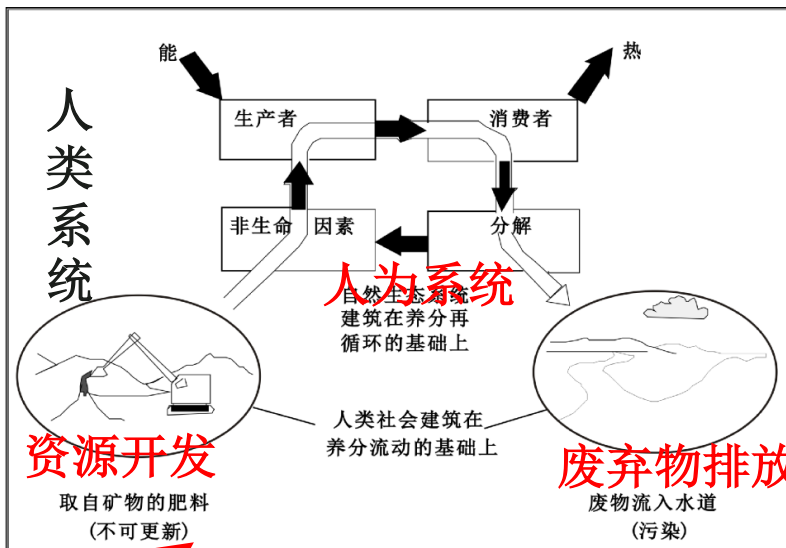 能
热
人类系统
生产者
消费者
非生命 因素
分解
人为系统
自然生态系统
建筑在养分再
循环的基础上
人类社会建筑在
养分流动的基础上
资源开发
废弃物排放
取自矿物的肥料
(不可更新)
废物流入水道
(污染)